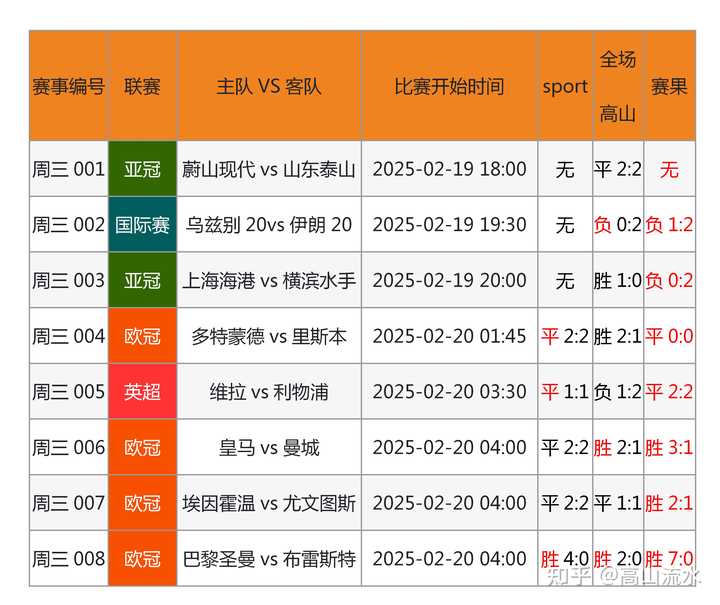 赛事编号 联赛 主队 VS 客队 比赛开始时间 sport 全场 高山 赛果
周三 001 亚冠 蔚山现代 vs 山东泰山 2025-02-19 18:00 无 平 2:2 无
周三 002 国际赛 乌兹别 20vs 伊朗 20 2025-02-19 19:30 无 负 0:2 负 1:2
周三 003 亚冠 上海海港 vs 横滨水手 2025-02-19 20:00 无 胜 1:0 负 0:2
周三 004 欧冠 多特蒙德 vs 里斯本 2025-02-20 01:45 平 2:2 胜 2:1 平 0:0
周三 005 英超 维拉 vs 利物浦 2025-02-20 03:30 平 1:1 负 1:2 平 2:2
周三 006 欧冠 皇马 vs 曼城 2025-02-20 04:00 平 2:2 胜 2:1 胜 3:1
周三 007 欧冠 埃因霍温 vs 尤文图斯 2025-02-20 04:00 平 2:2 平 1:1 胜 2:1
周三 008 欧冠 巴黎圣曼 vs 布雷斯特 2025-02-20 04:00 胜 4:0 胜 2:0 胜 7:0
知乎 @高山流水